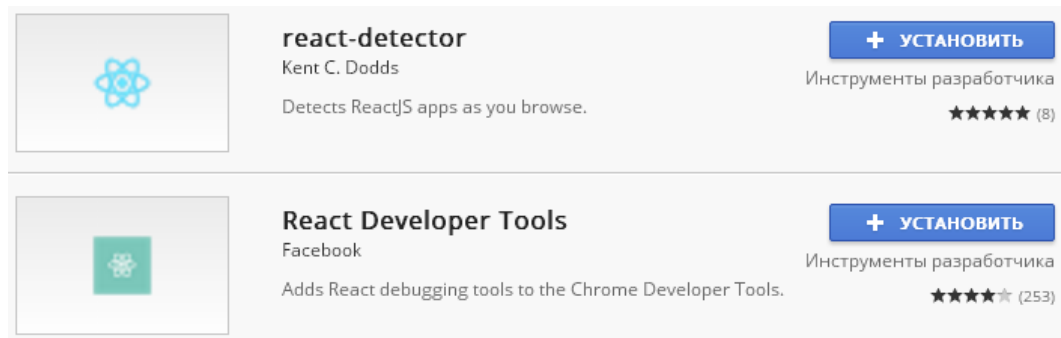 react-detector
Kent C. Dodds
Detects ReactJS apps as you browse.
+ УСТАНОВИТЬ
Инструменты разработчика
(8)
React Developer Tools
Facebook
Adds React debugging tools to the Chrome Developer Tools.
+ УСТАНОВИТЬ
Инструменты разработчика
(253)